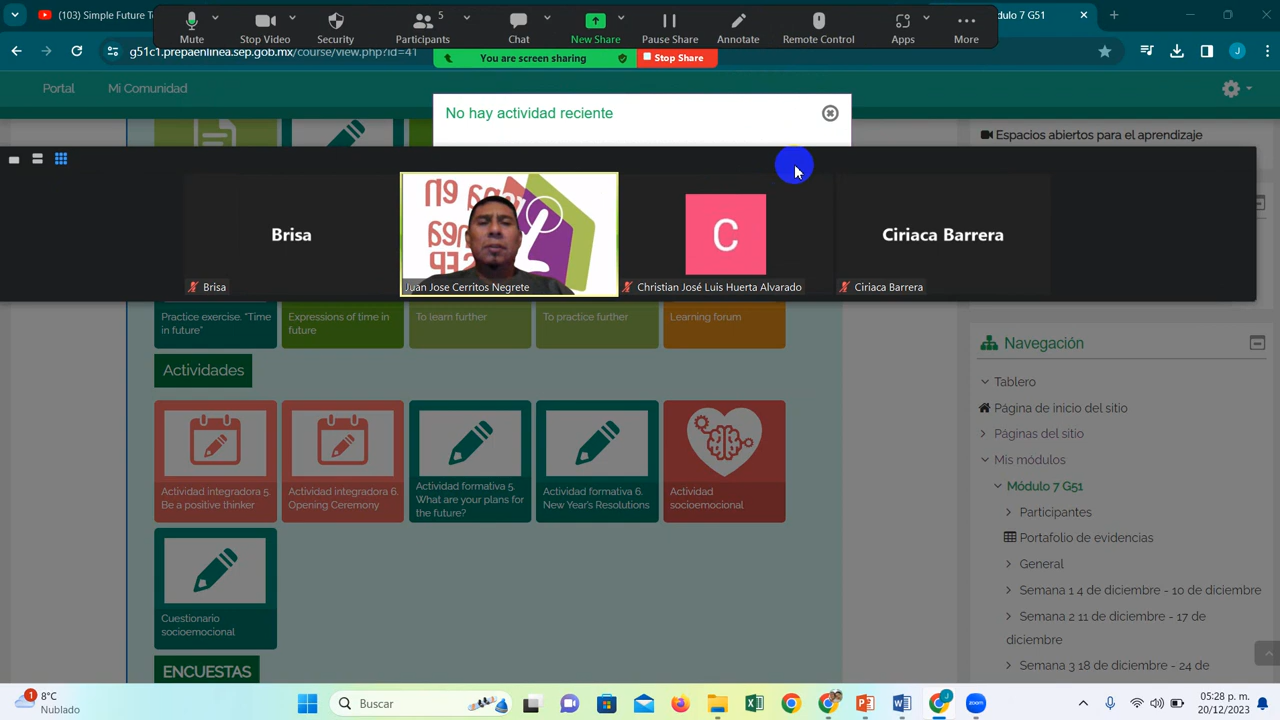 (103) Simple Future T
Mute
Stop Video
Security
5
Participants
Chat
New Share
Pause Share
Annotate
Remote Control
Apps
More
ódulo 7 G51
g51c1.prepaenlinea.sep.gob.mx/course/view.php?id=41
J
You are screen sharing
Stop Share
Portal
Mi Comunidad
No hay actividad reciente
Espacios abiertos para el aprendizaje
Brisa
C
Ciriaca Barrera
Brisa
Juan Jose Cerritos Negrete
Christian José Luis Huerta Alvarado
Ciriaca Barrera
Practice exercise. "Time
in future"
Expressions of time in
future
To learn further
To practice further
Learning forum
Actividades
Actividad integradora 5.
Be a positive thinker
Actividad integradora 6.
Opening Ceremony
Actividad formativa 5.
What are your plans for
the future?
Actividad formativa 6.
New Year's Resolutions
Actividad
socioemocional
Cuestionario
socioemocional
ENCUESTAS
Navegación
Tablero
Página de inicio del sitio
Páginas del sitio
Mis módulos
Módulo 7 G51
Participantes
Portafolio de evidencias
General
Semana 1 4 de diciembre - 10 de diciembre
Semana 2 11 de diciembre - 17 de
diciembre
Semana 3 18 de diciembre - 24 de
1
8°C
Nublado
Buscar
zoom
J
05:28 p. m.
20/12/2023